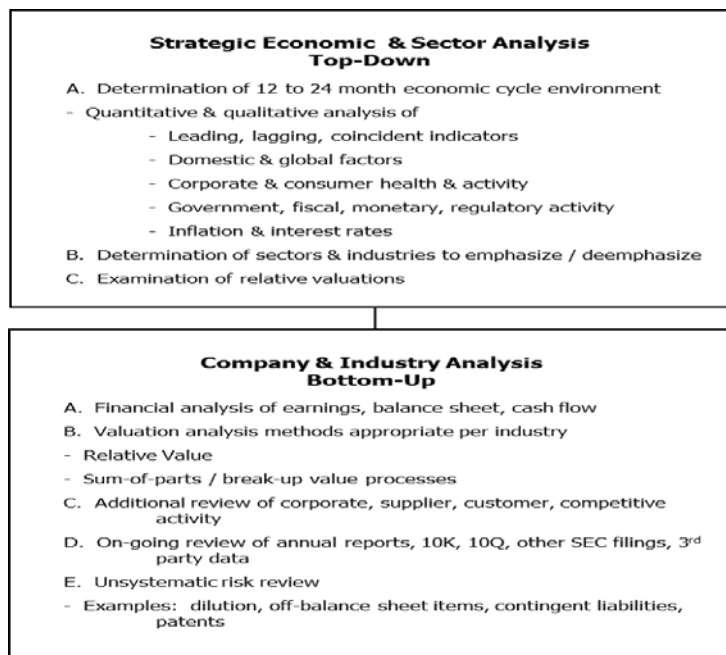 Strategic Economic & Sector Analysis
Top-Down
A. Determination of 12 to 24 month economic cycle environment
- Quantitative & qualitative analysis of
- Leading, lagging, coincident indicators
- Domestic & global factors
- Corporate & consumer health & activity
- Government, fiscal, monetary, regulatory activity
- Inflation & interest rates
B. Determination of sectors & industries to emphasize / deemphasize
C. Examination of relative valuations
Company & Industry Analysis
Bottom-Up
A. Financial analysis of earnings, balance sheet, cash flow
B. Valuation analysis methods appropriate per industry
- Relative Value
- Sum-of-parts / break-up value processes
C. Additional review of corporate, supplier, customer, competitive
activity
D. On-going review of annual reports, 10K, 10Q, other SEC filings, 3rd
party data
E. Unsystematic risk review
- Examples: dilution, off-balance sheet items, contingent liabilities,
patents